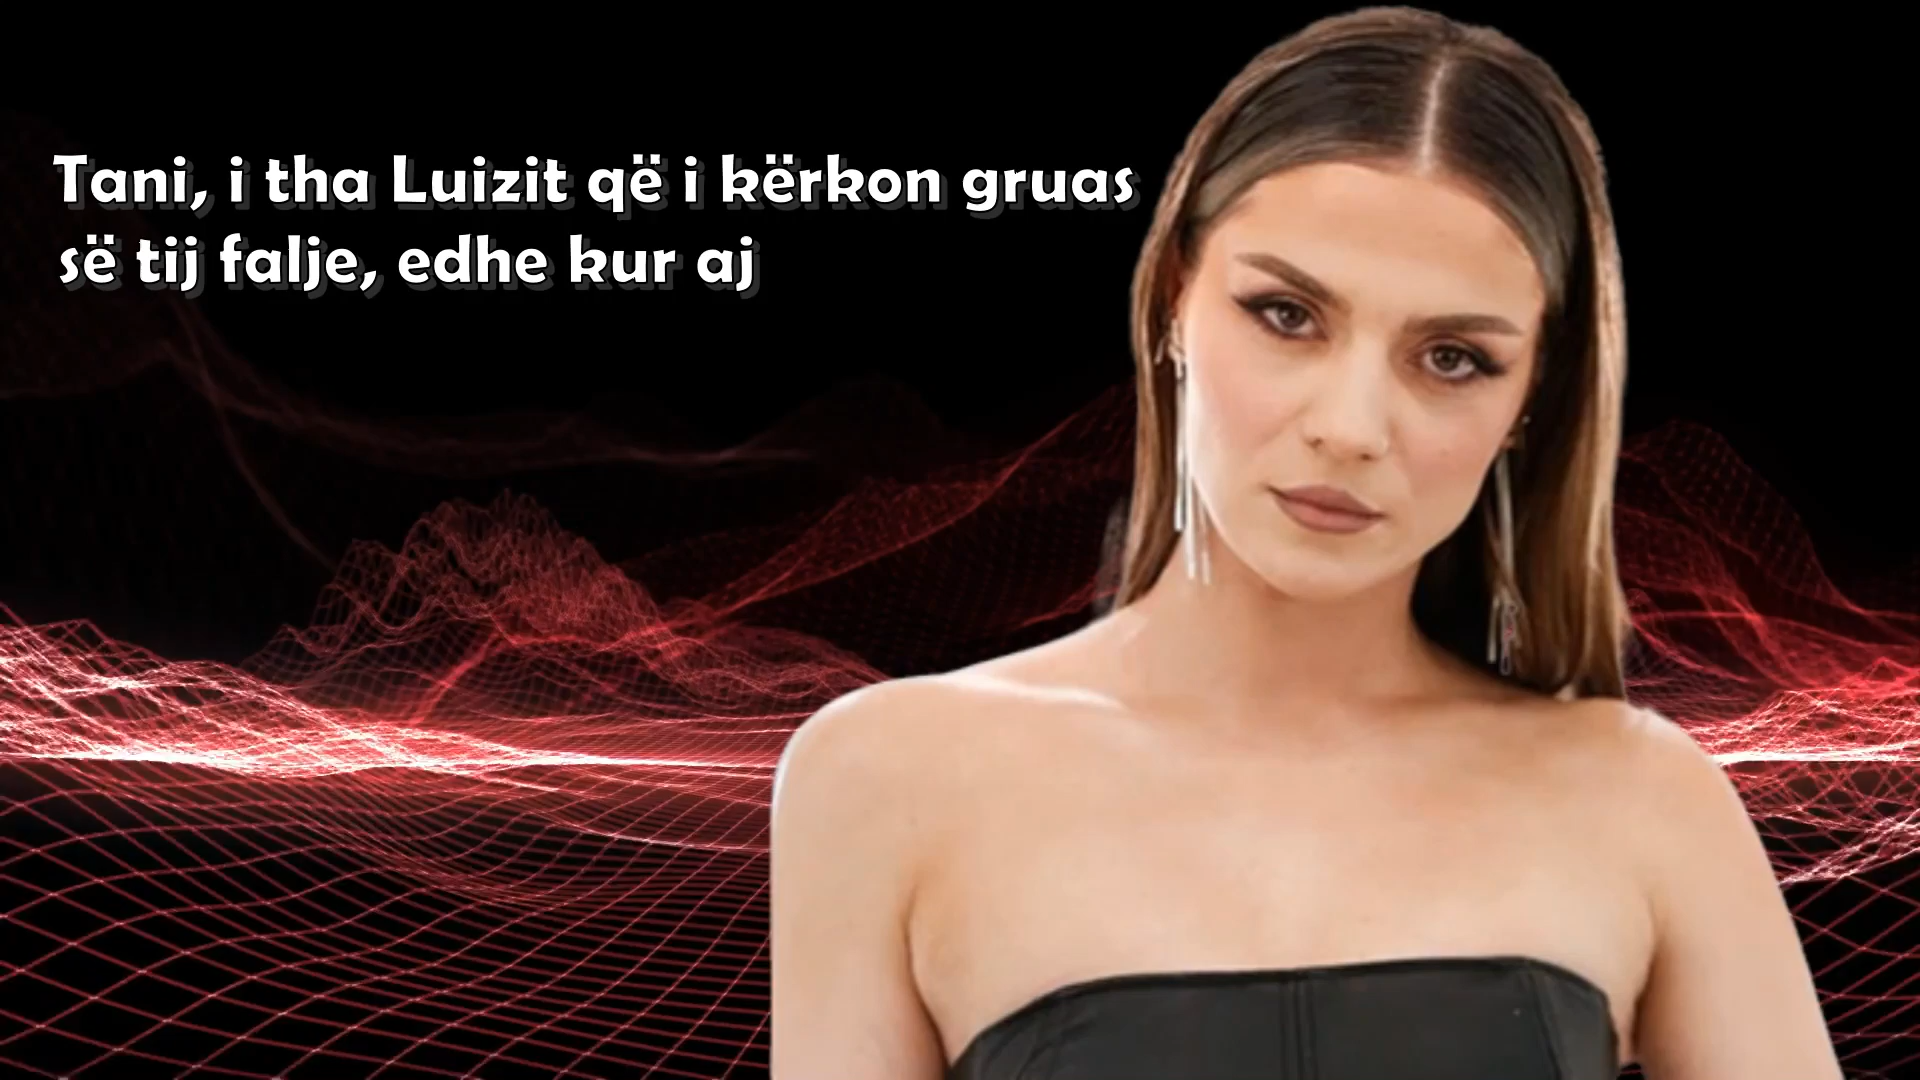 Tani, i tha Luizit që i kërkon gruas
së tij falje, edhe kur aj